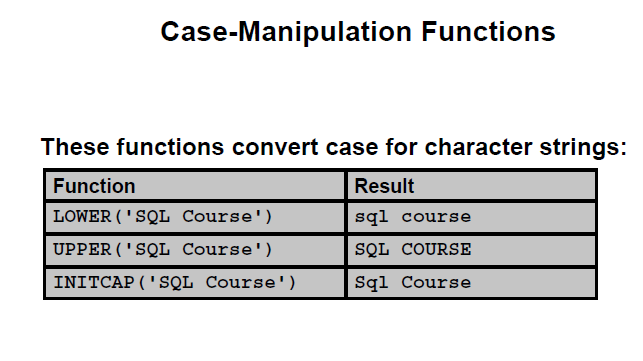 Case-Manipulation Functions
These functions convert case for character strings:
Function Result
LOWER('SQL Course') sql course
UPPER('SQL Course') SQL COURSE
INITCAP('SQL Course') Sql Course